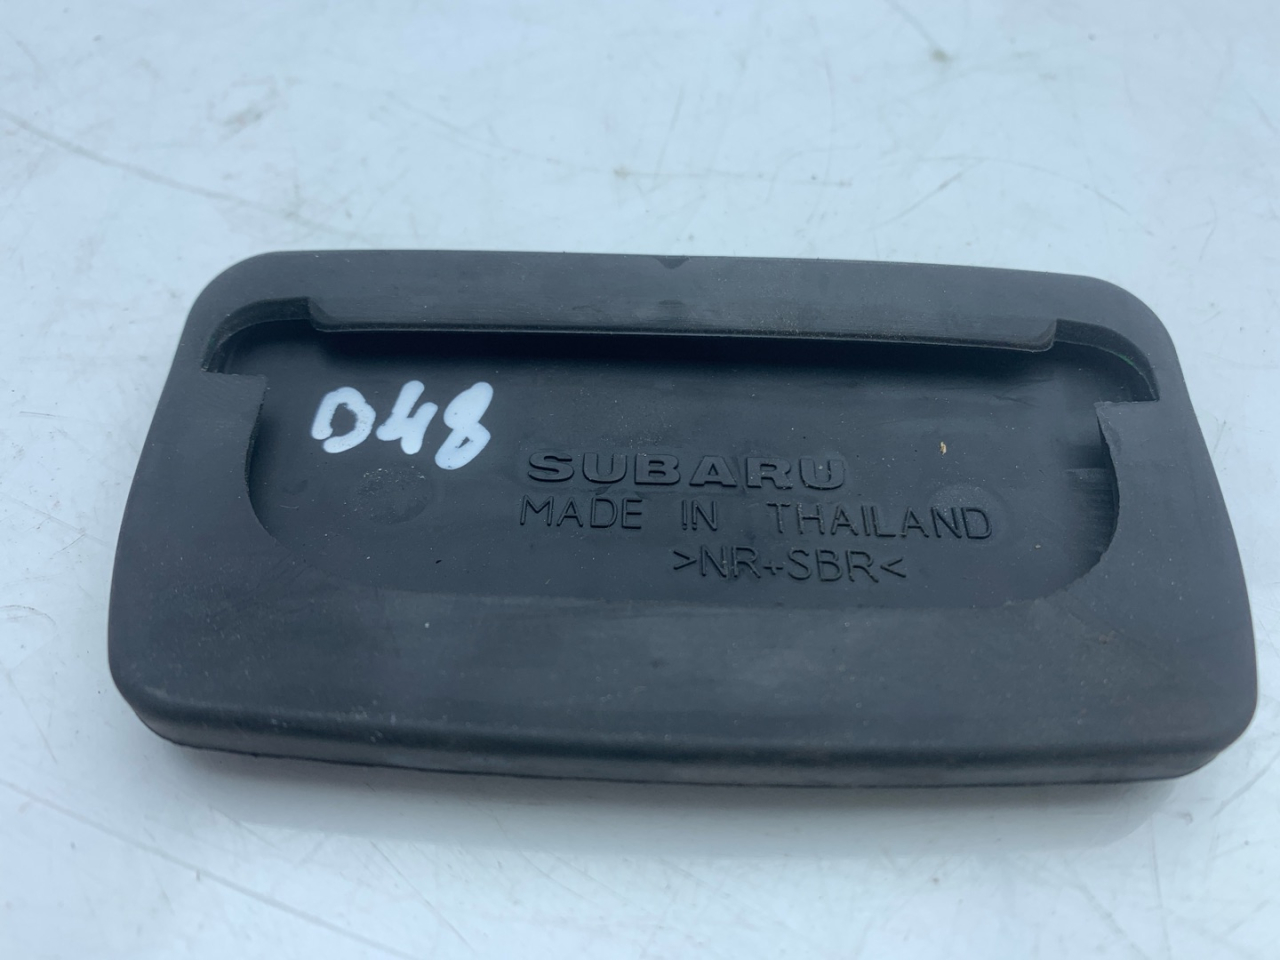 D48
SUBARU
MADE IN THAILAND
>NR+SBR<